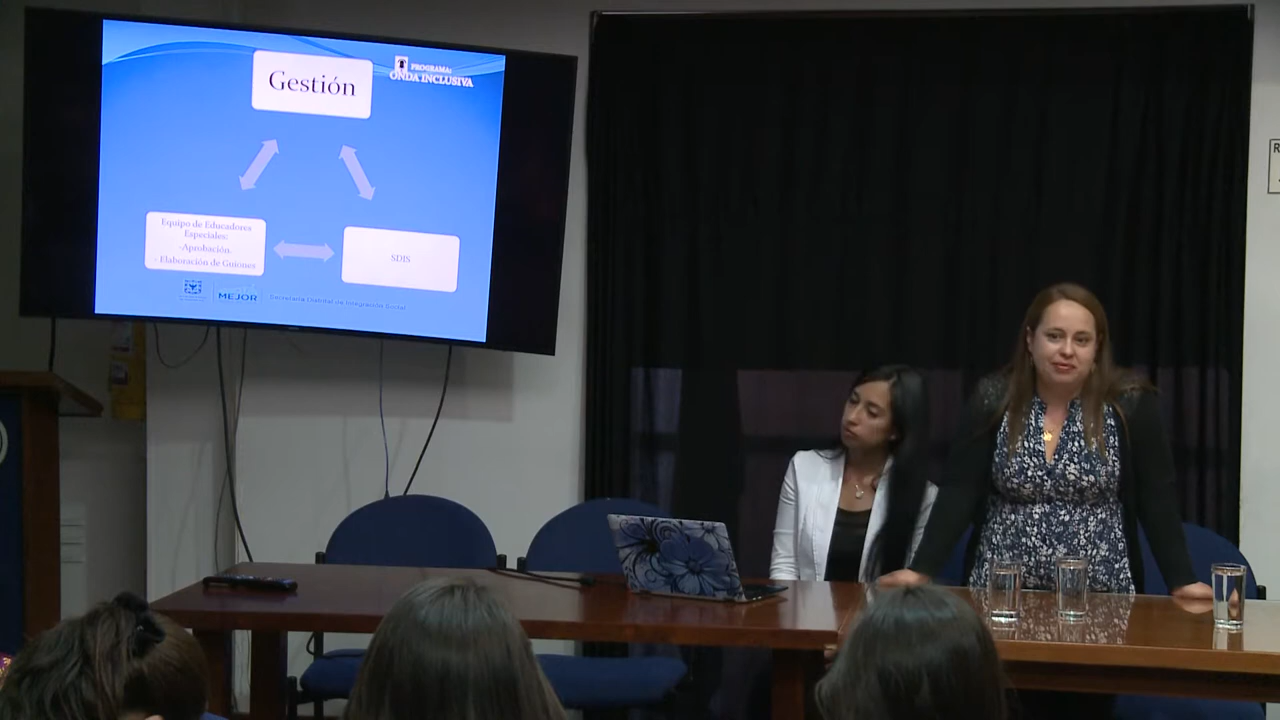 Gestión
PROGRAMA:
ONDA INCLUSIVA
Equipo de Educadores
Especiales:
-Aprobación.
- Elaboración de Guiones
SDIS
MEJOR
Secretaría Distrital de Integración Social
R